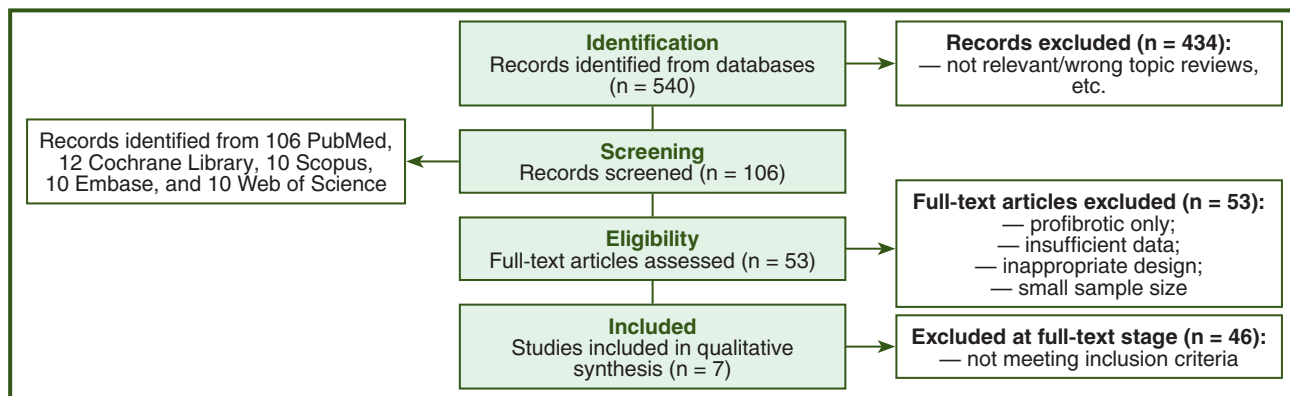 Identification
Records identified from databases
(n = 540)
Records excluded (n = 434):
— not relevant/wrong topic reviews,
etc.
Records identified from 106 PubMed,
12 Cochrane Library, 10 Scopus,
10 Embase, and 10 Web of Science
Screening
Records screened (n = 106)
Eligibility
Full-text articles assessed (n = 53)
Full-text articles excluded (n = 53):
— profibrotic only;
— insufficient data;
— inappropriate design;
— small sample size
Included
Studies included in qualitative
synthesis (n = 7)
Excluded at full-text stage (n = 46):
— not meeting inclusion criteria